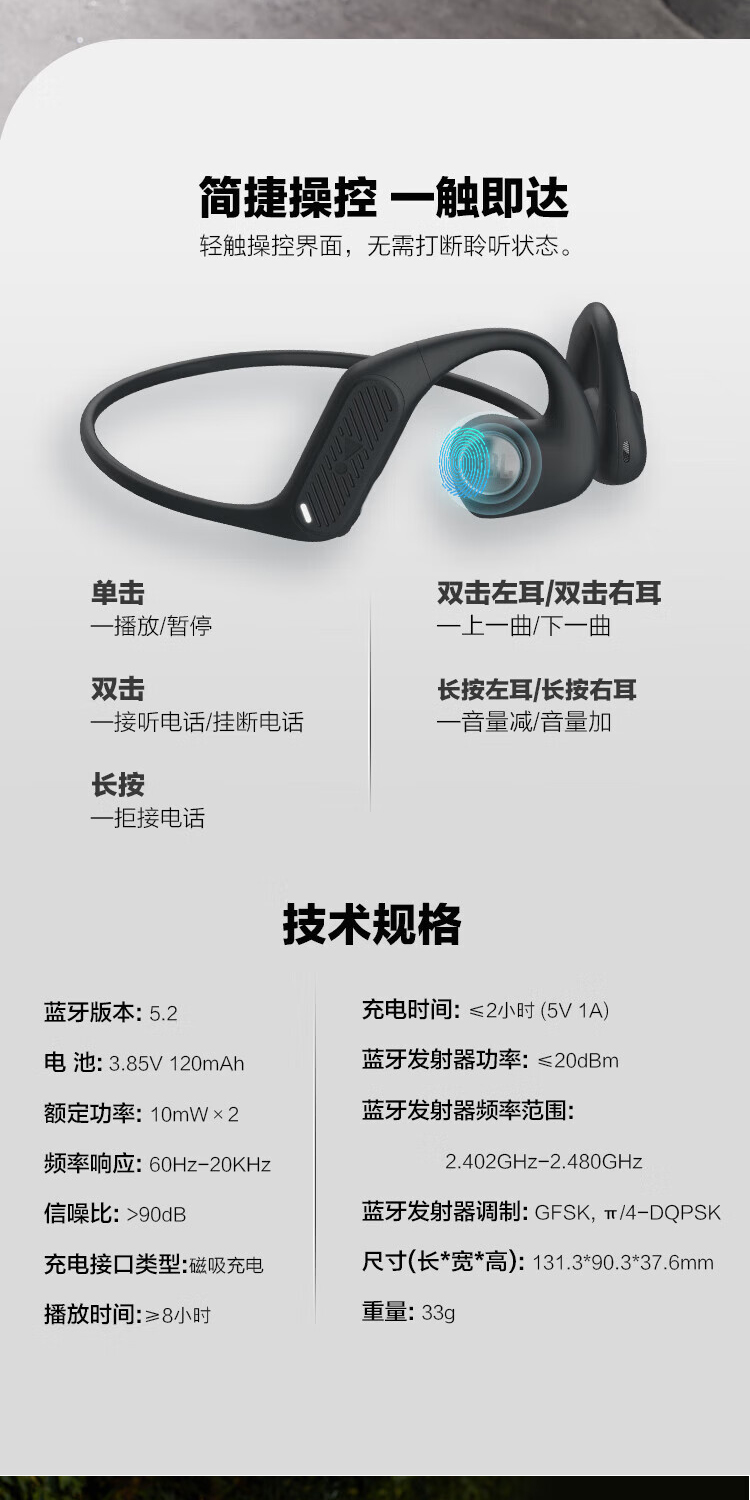 简捷操控 一触即达
轻触操控界面，无需打断聆听状态。
单击
—播放/暂停
双击
—接听电话/挂断电话
长按
—拒接电话
双击左耳/双击右耳
—上一曲/下一曲
长按左耳/长按右耳
—音量减/音量加
技术规格
蓝牙版本: 5.2
电 池: 3.85V 120mAh
额定功率: 10mW×2
频率响应: 60Hz-20KHz
信噪比: >90dB
充电接口类型:磁吸充电
播放时间:≥8小时
充电时间: ≤2小时 (5V 1A)
蓝牙发射器功率: ≤20dBm
蓝牙发射器频率范围:
2.402GHz-2.480GHz
蓝牙发射器调制: GFSK, π/4-DQPSK
尺寸(长*宽*高): 131.3*90.3*37.6mm
重量: 33g